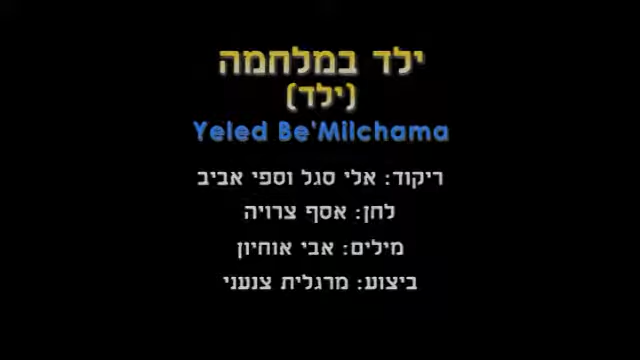 ילד במלחמה
(ילד)
Yeled Be'Milchama
ריקוד: אלי סגל וספי אביב
לחן: אסף צרויה
מילים: אבי אוחיון
ביצוע: מרגלית צנעני